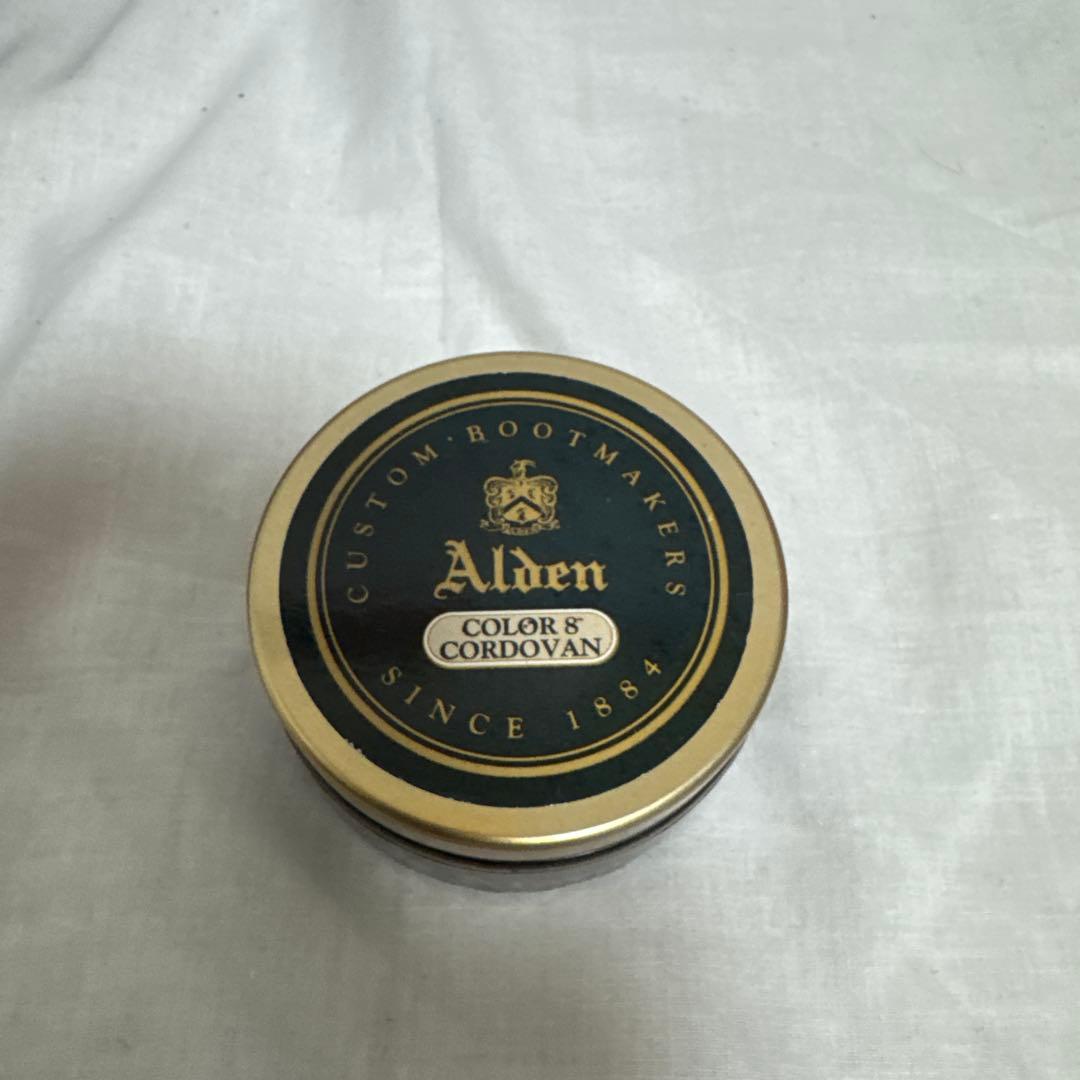 CUSTOM · BOOTMAKERS
Alden
COLOR 8
CORDOVAN
SINCE 1884